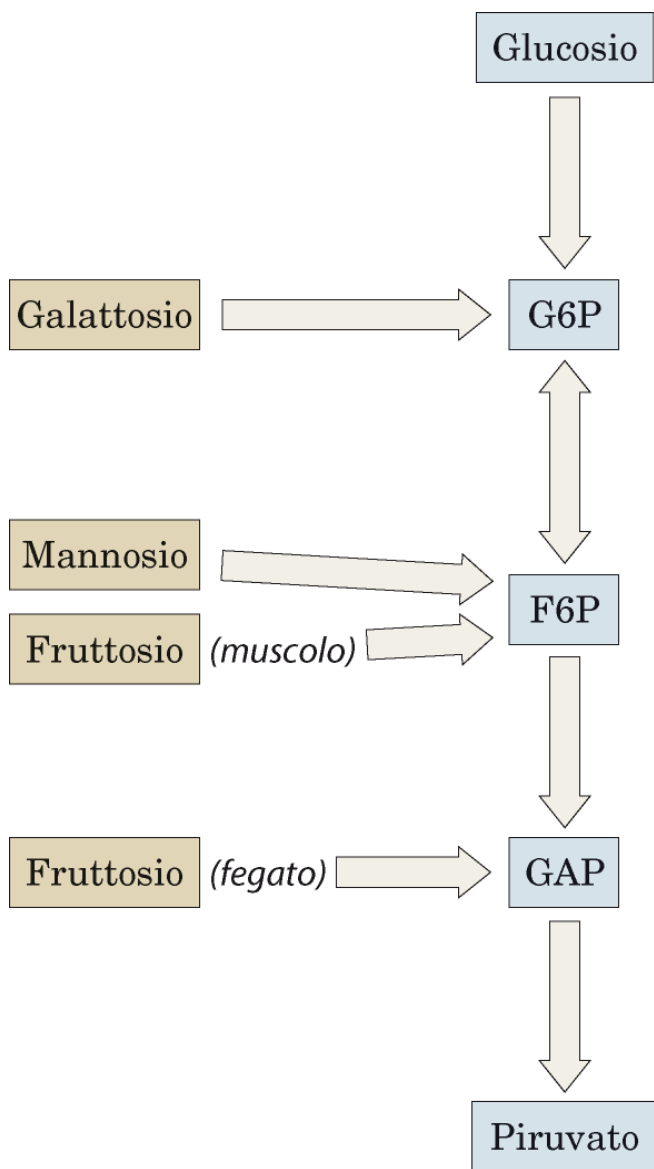 Glucosio
Galattosio
G6P
Mannosio
F6P
Fruttosio (muscolo)
Fruttosio (fegato)
GAP
Piruvato